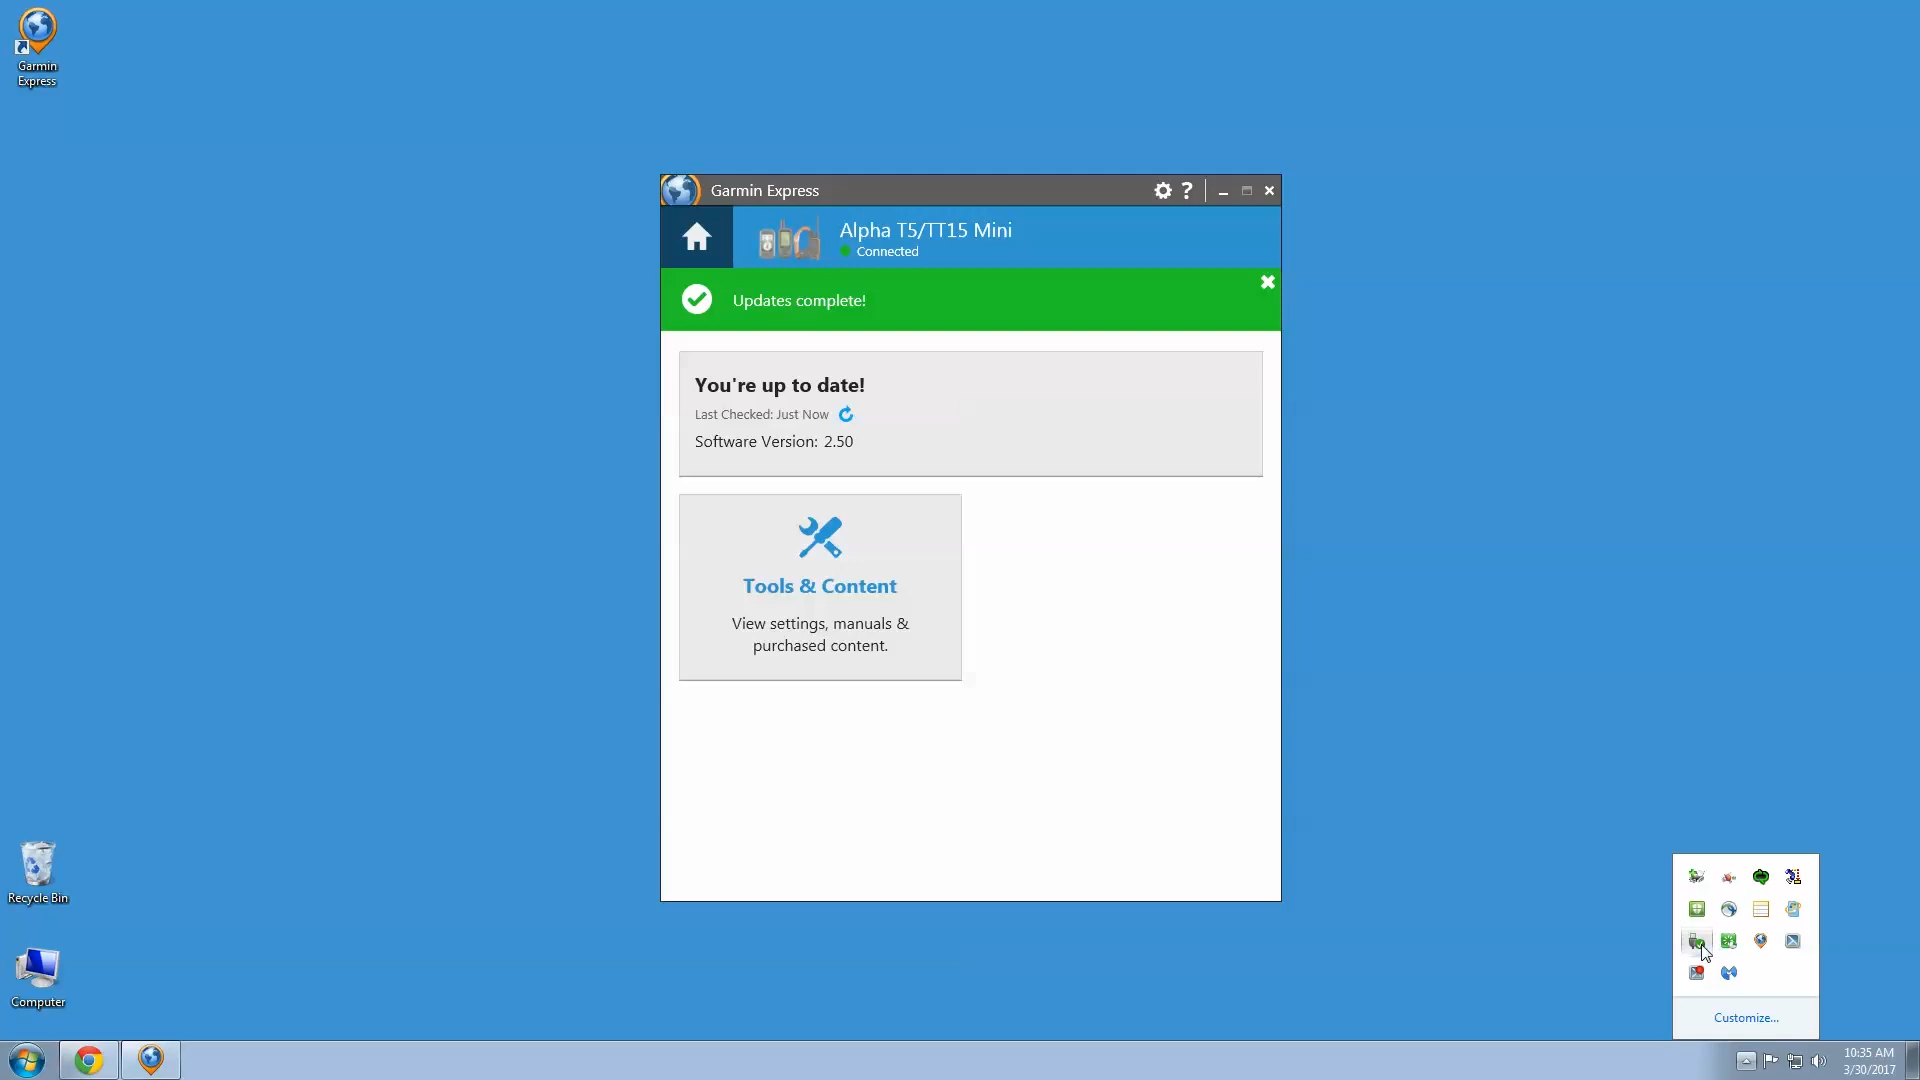 Garmin
Express
Garmin Express
?
Alpha T5/TT15 Mini
Connected
Updates complete!
You're up to date!
Last Checked: Just Now
Software Version: 2.50
Tools & Content
View settings, manuals &
purchased content.
Recycle Bin
Computer
Customize...
10:35 AM
3/30/2017